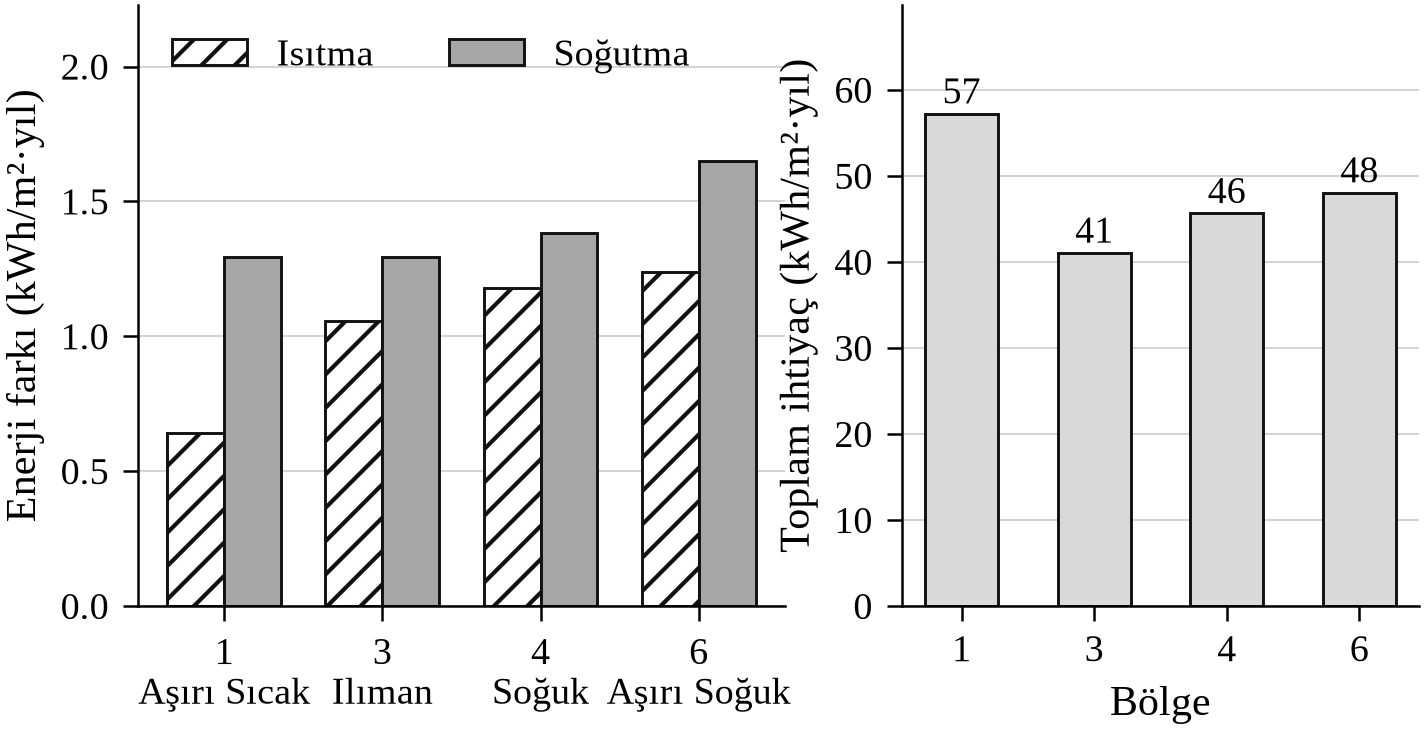 Enerji farkı (kWh/m²·yıl)
2.0
1.5
1.0
0.5
0.0
Isıtma
Soğutma
1
3
4
6
Aşırı Sıcak
Ilıman
Soğuk
Aşırı Soğuk
Toplam ihtiyaç (kWh/m²·yıl)
60
50
40
30
20
10
0
57
41
46
48
1
3
4
6
Bölge